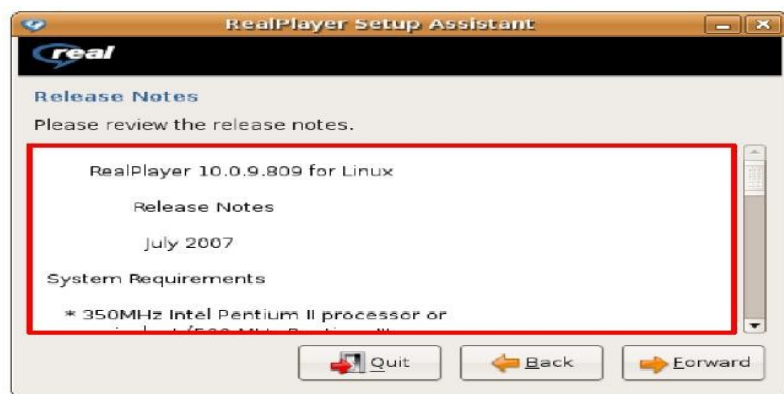 RealPlayer Setup Assistant
real
Release Notes
Please review the release notes.
RealPlayer 10.0.9.809 for Linux
Release Notes
July 2007
System Requirements
* 350MHz Intel Pentium II processor or
Quit
Back
Forward